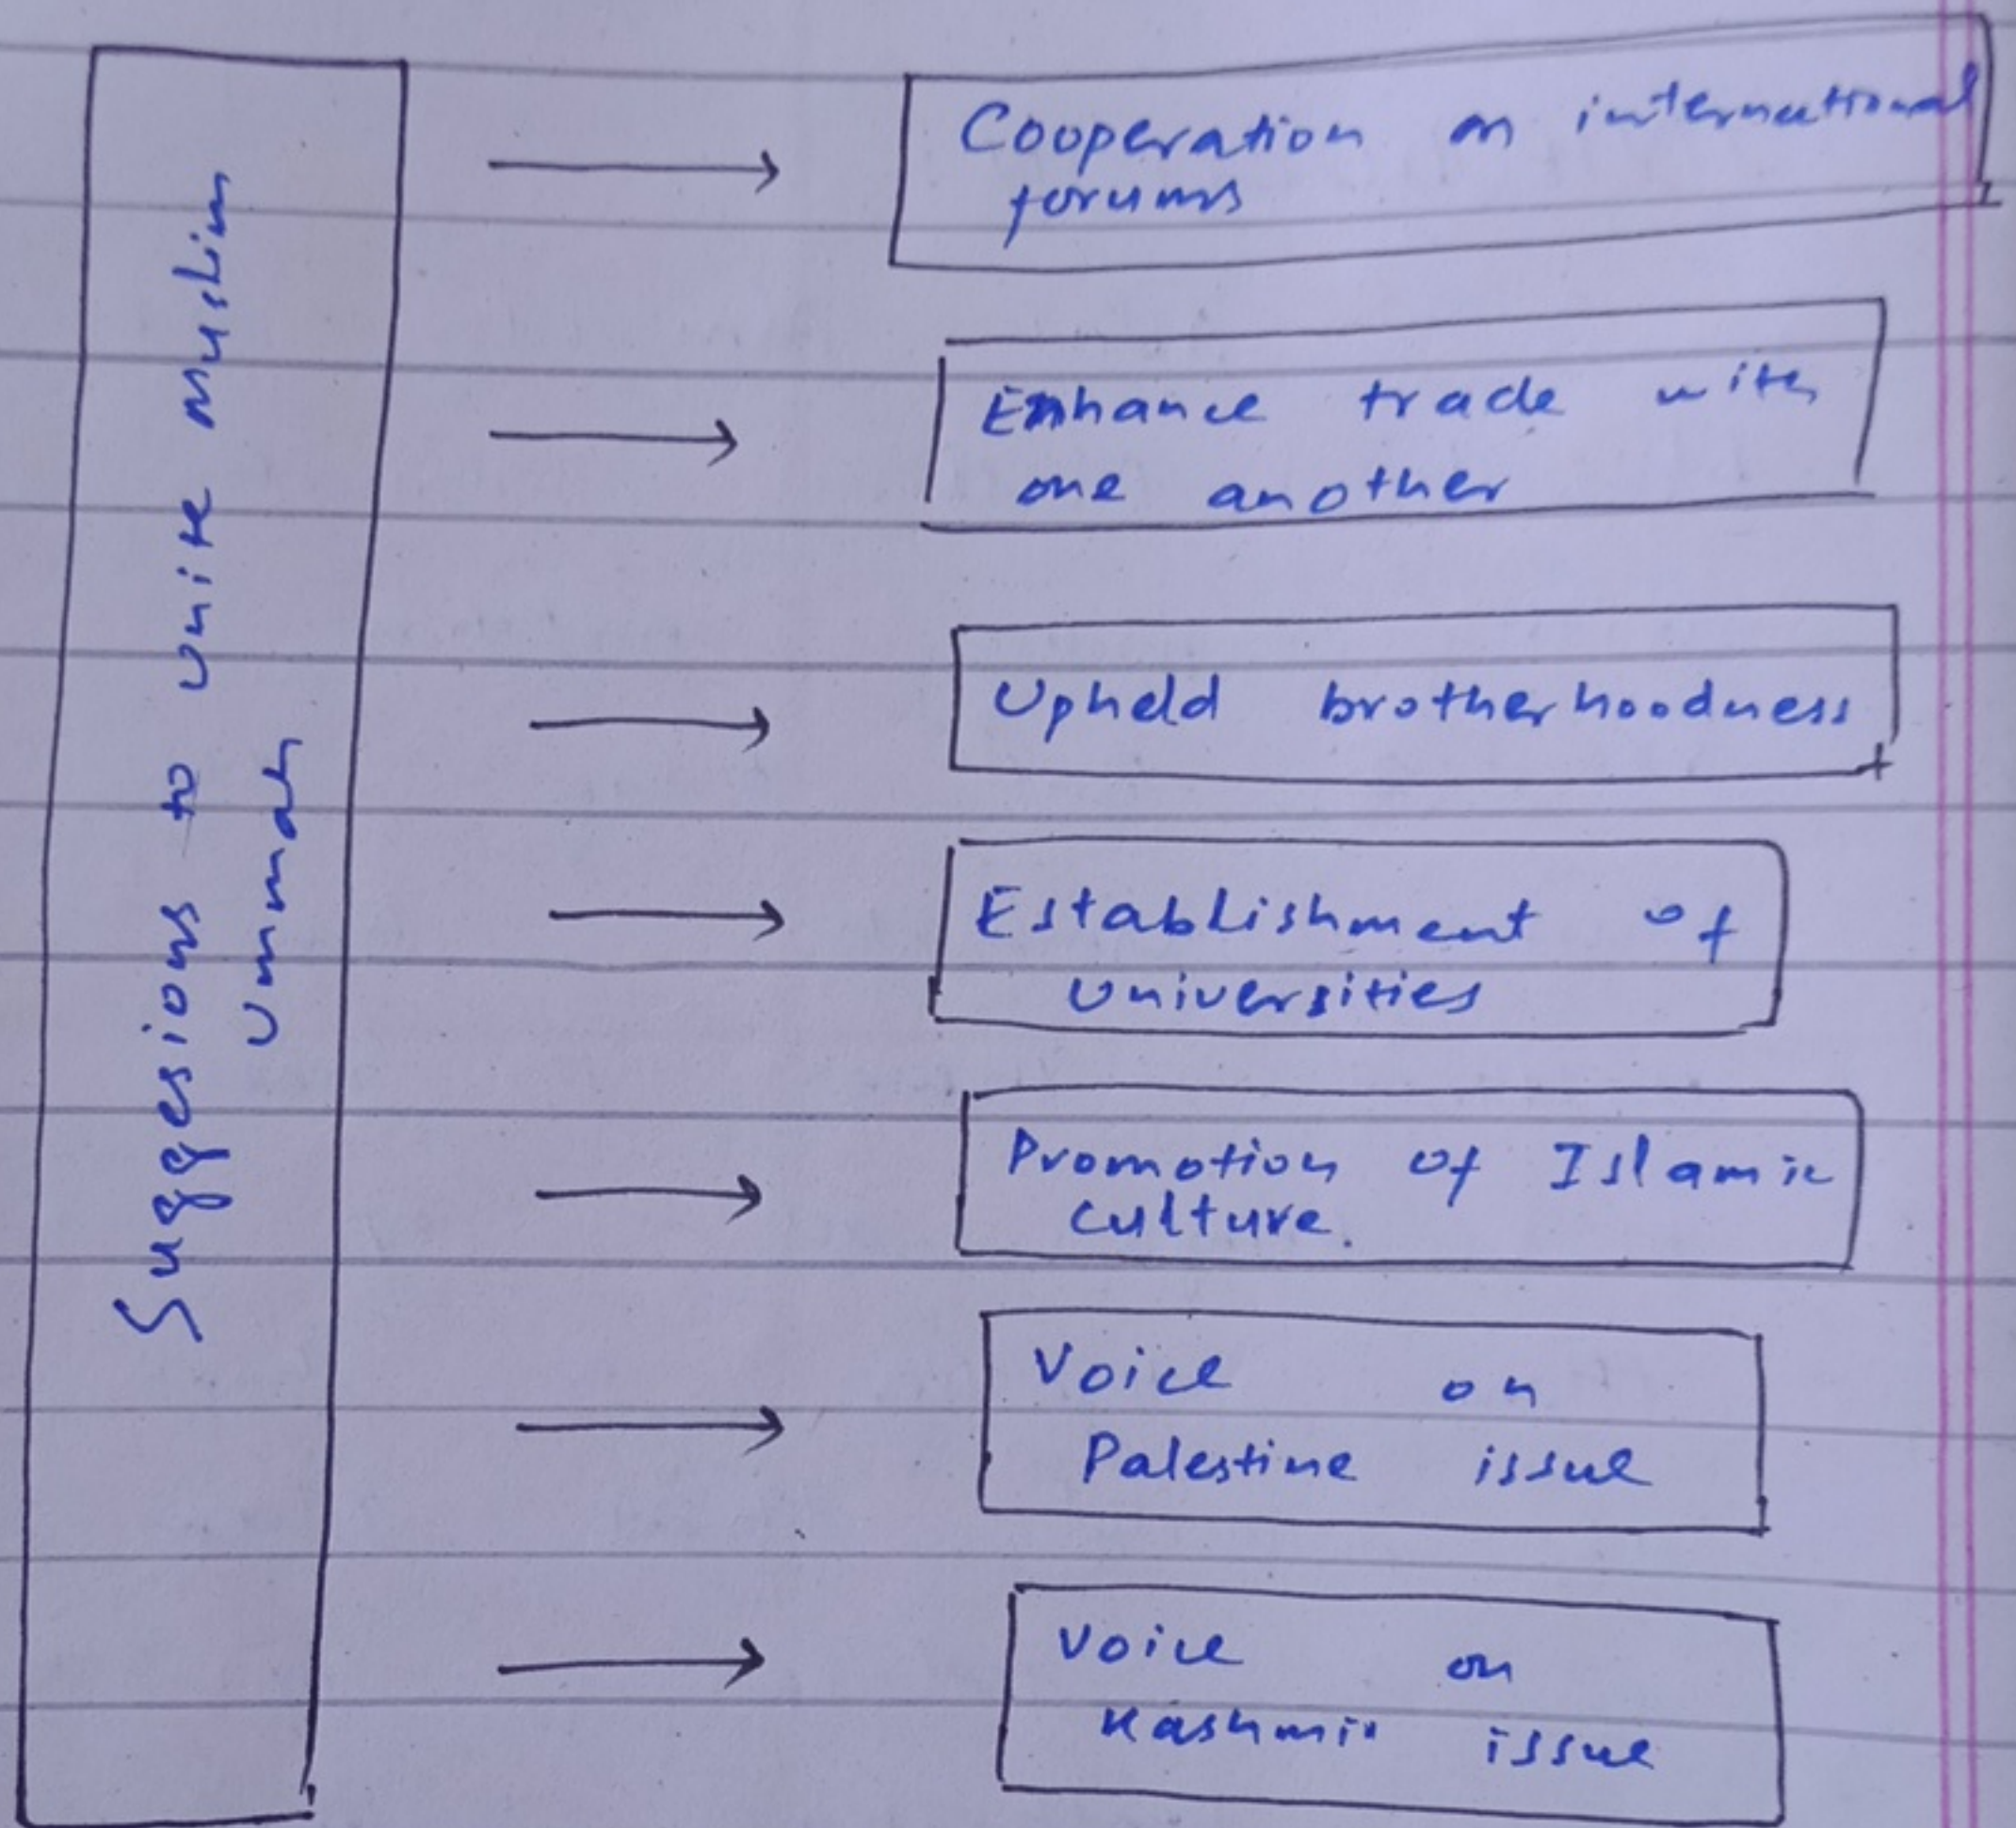 Suggesions to unite muslim
ummah
Cooperation on international
forums
Enhance trade with
one another
Upheld brotherhoodness
Establishment of
universities
Promotion of Islamic
culture.
Voice on
Palestine issue
Voice on
Kashmir issue